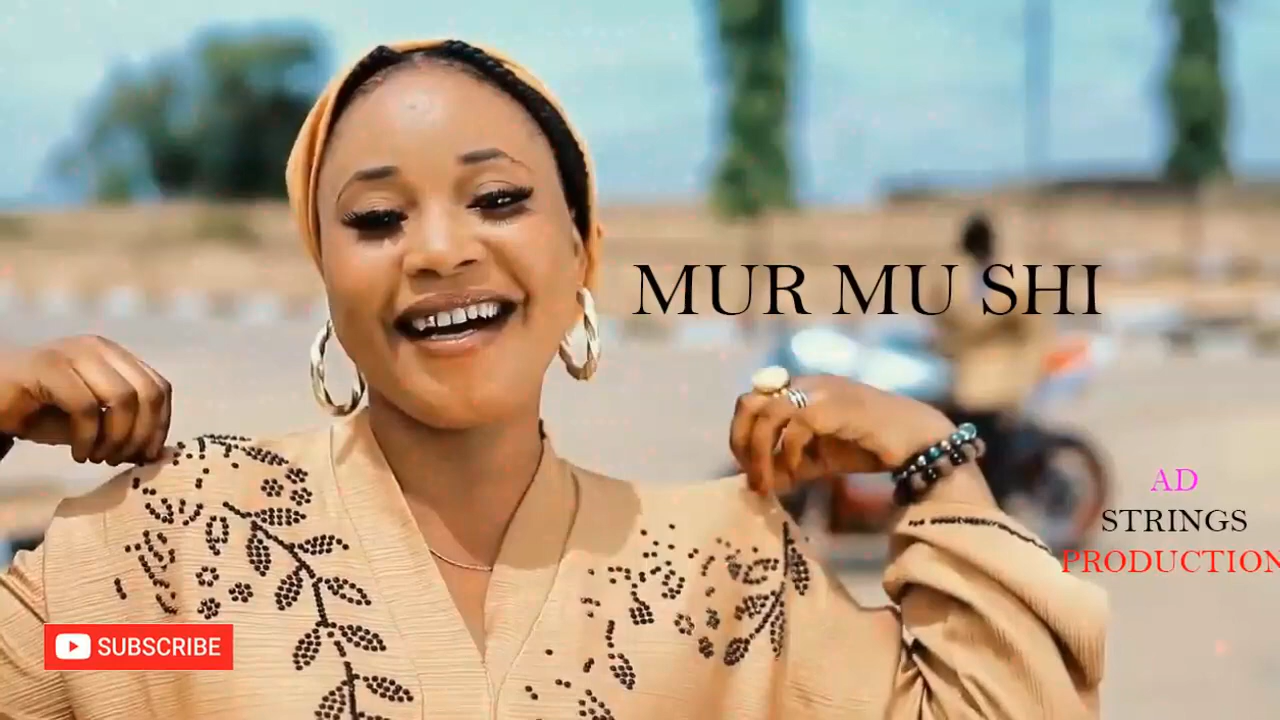 MUR MU SHI
AD
STRINGS
PRODUCTION
SUBSCRIBE